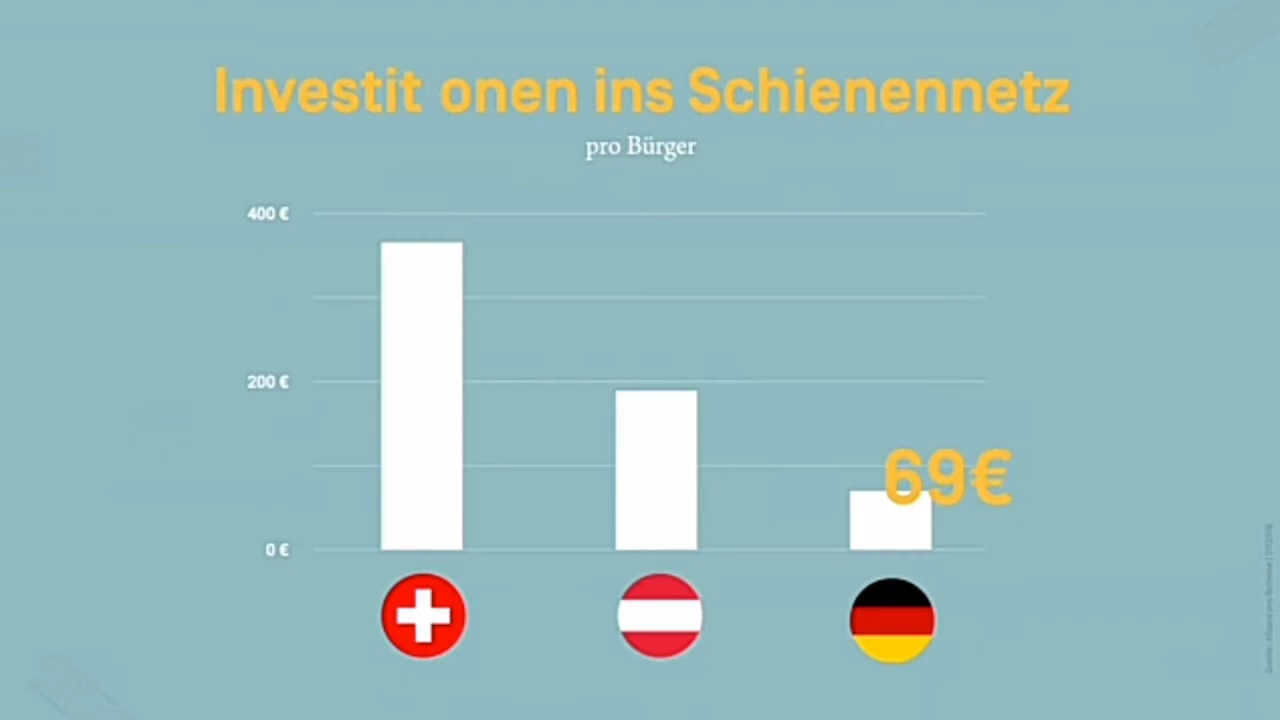 Investit onen ins Schienennetz
pro Bürger
400 €
200 €
69€
0 €